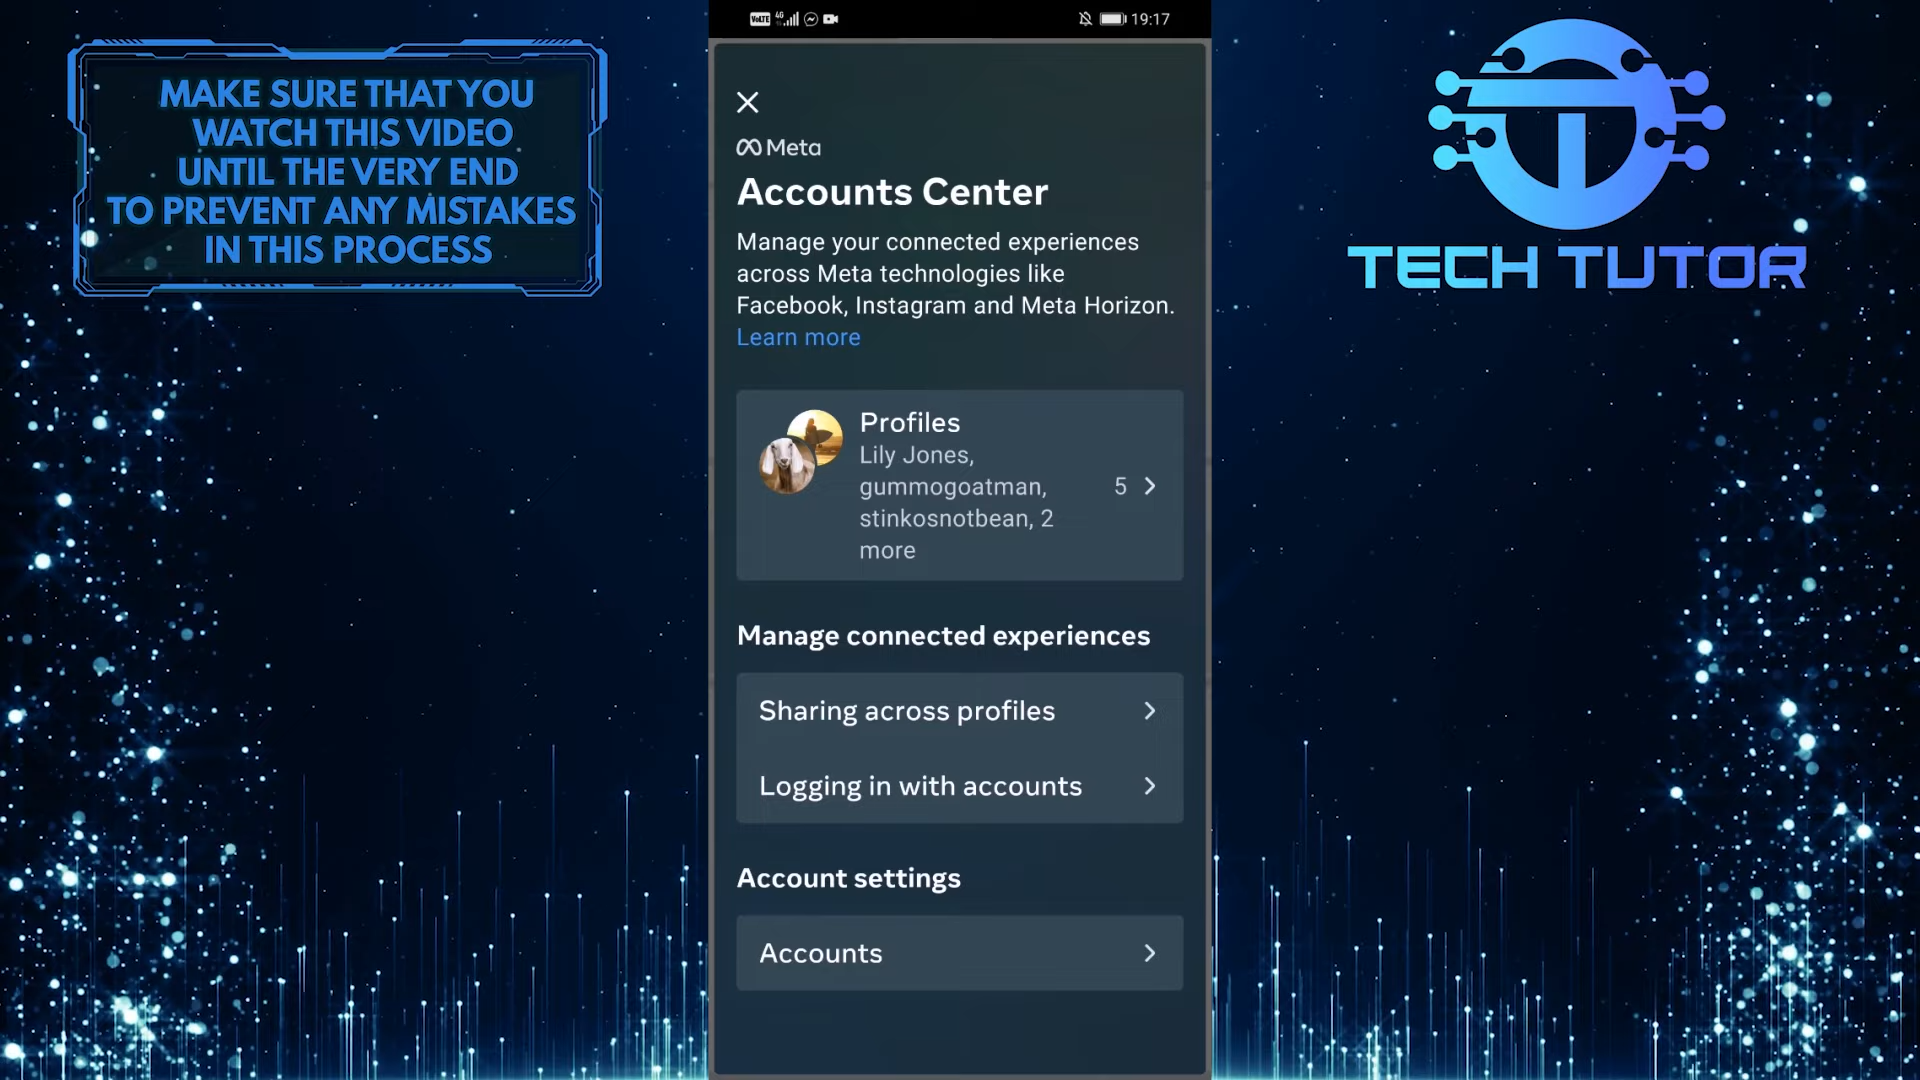 MAKE SURE THAT YOU
WATCH THIS VIDEO
UNTIL THE VERY END
TO PREVENT ANY MISTAKES
IN THIS PROCESS
VoLTE 4G 19:17
Meta
Accounts Center
Manage your connected experiences
across Meta technologies like
Facebook, Instagram and Meta Horizon.
Learn more
Profiles
Lily Jones,
gummogoatman,
stinkosnotbean, 2
more
5
Manage connected experiences
Sharing across profiles
Logging in with accounts
Account settings
Accounts
TECH TUTOR